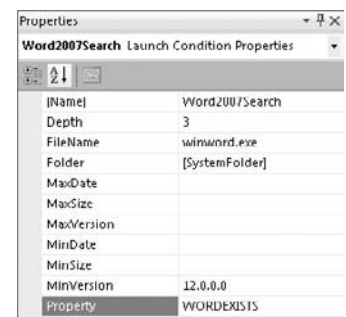 Properties
Word2007Search Launch Condition Properties
(Name) Word2007Search
Depth 3
FileName winword.exe
Folder [SystemFolder]
MaxDate
MaxSize
MaxVersion
MinDate
MinSize
MinVersion 12.0.0.0
Property WORDEXISTS